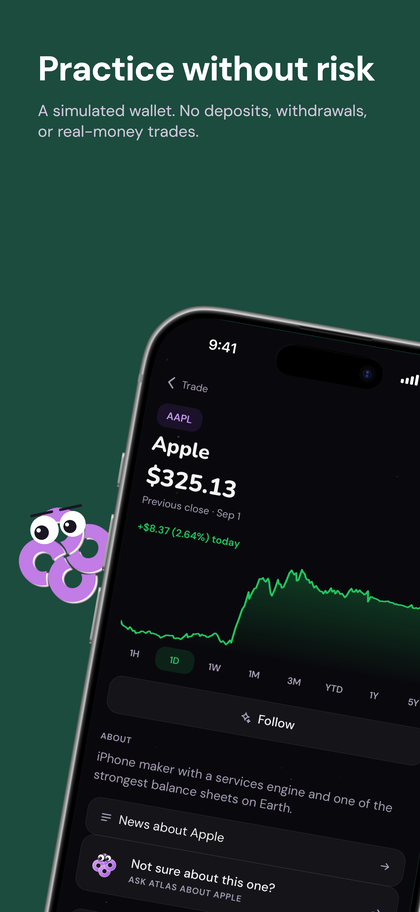 Practice without risk
A simulated wallet. No deposits, withdrawals,
or real-money trades.
9:41
Trade
AAPL
Apple
$325.13
Previous close · Sep 1
+$8.37 (2.64%) today
1H 1D 1W 1M 3M YTD 1Y 5Y
Follow
ABOUT
iPhone maker with a services engine and one of the
strongest balance sheets on Earth.
News about Apple
Not sure about this one?
ASK ATLAS ABOUT APPLE